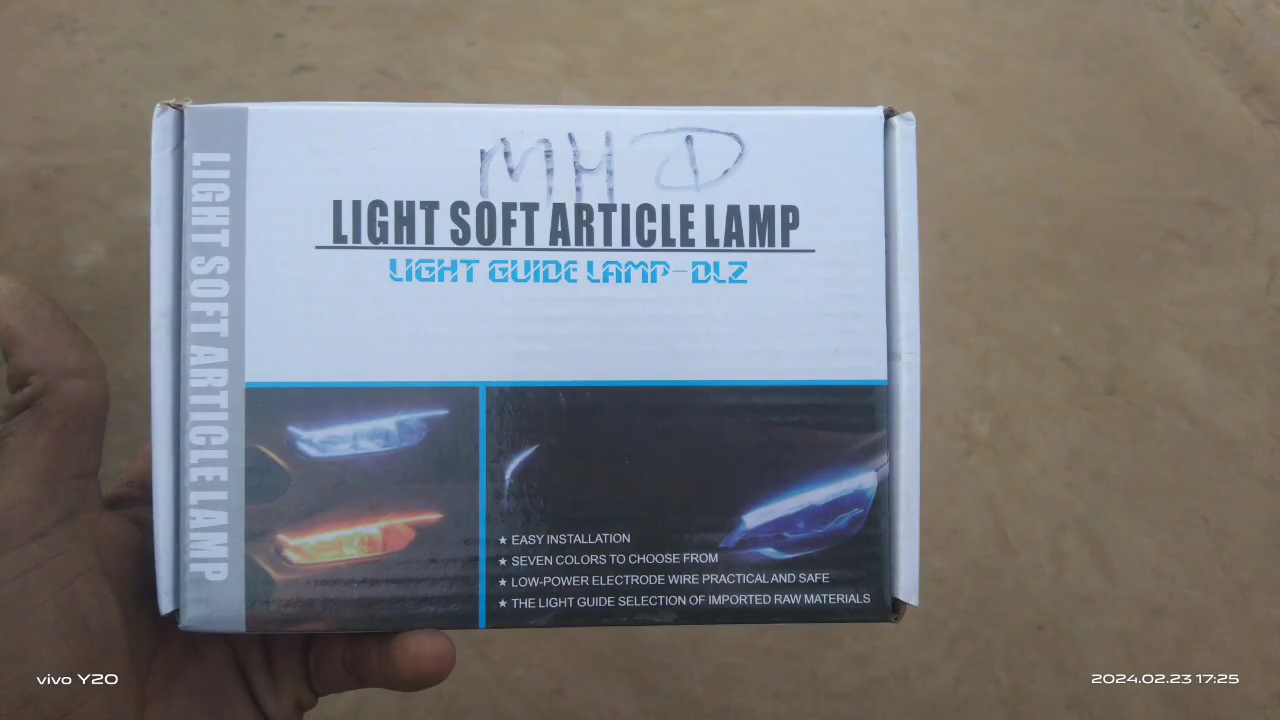 MHD
LIGHT SOFT ARTICLE LAMP
LIGHT GUIDE LAMP-DLZ
LIGHT SOFT ARTICLE LAMP
★ EASY INSTALLATION
★ SEVEN COLORS TO CHOOSE FROM
★ LOW-POWER ELECTRODE WIRE PRACTICAL AND SAFE
★ THE LIGHT GUIDE SELECTION OF IMPORTED RAW MATERIALS
vivo Y20
2024.02.23 17:25